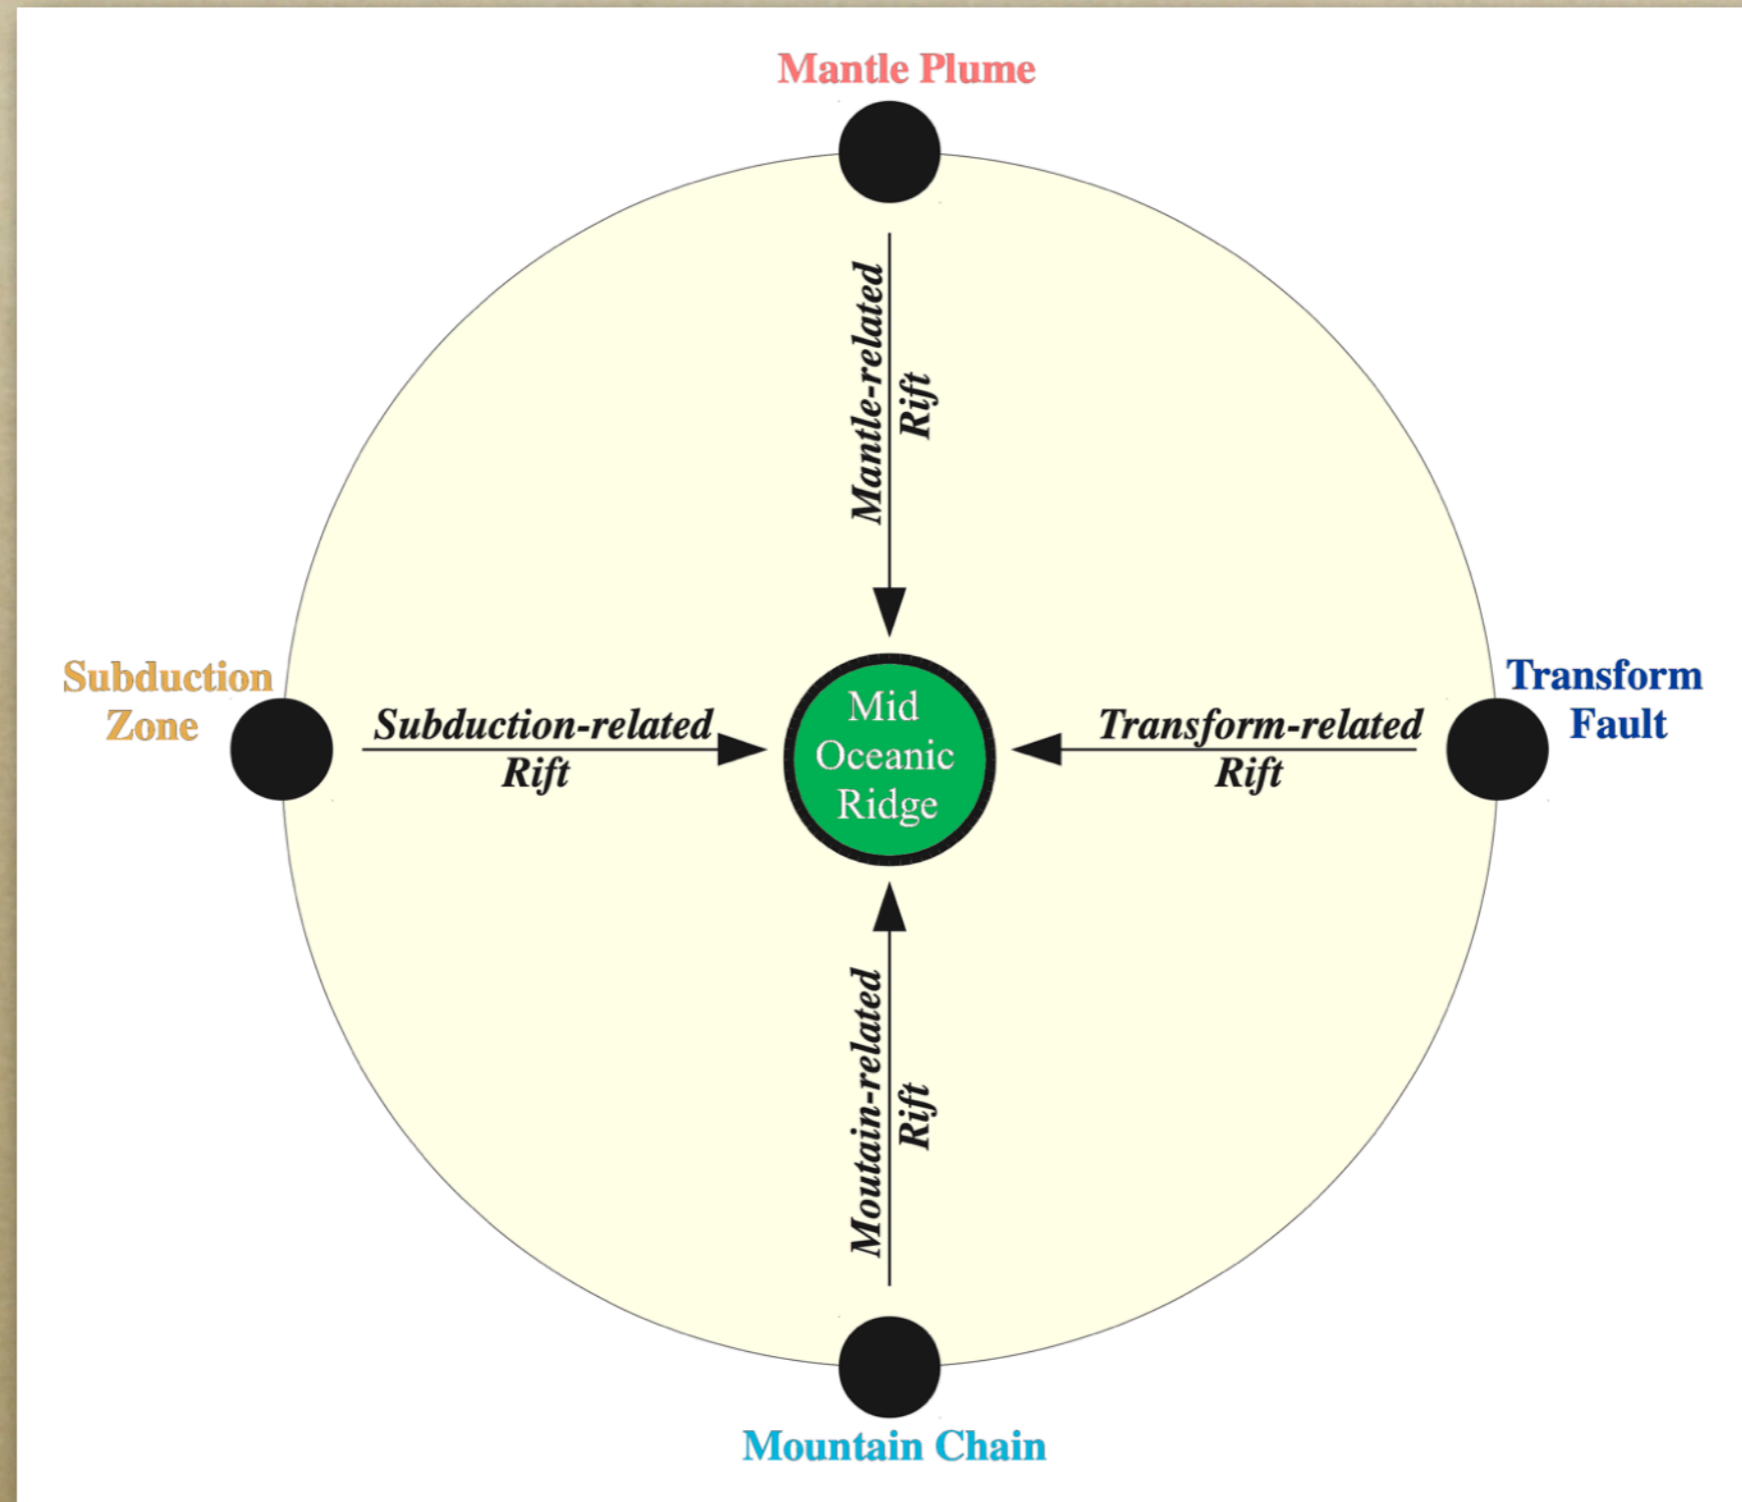 Mantle Plume
Mantle-related
Rift
Subduction
Zone
Subduction-related
Rift
Mid
Oceanic
Ridge
Transform-related
Rift
Transform
Fault
Moutain-related
Rift
Mountain Chain